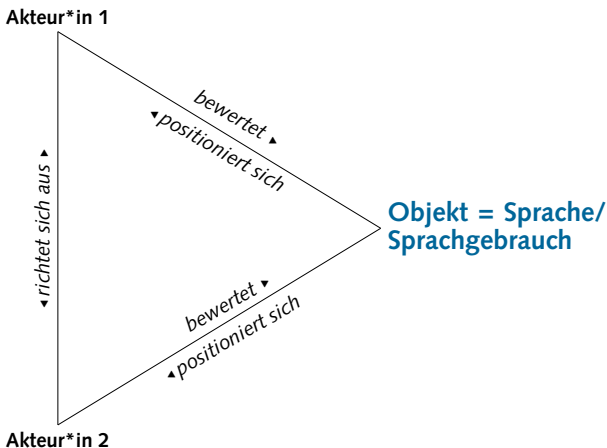 Akteur*in 1
bewertet ▸
◂ positioniert sich
◂ richtet sich aus ▸
Objekt = Sprache/
Sprachgebrauch
bewertet ▸
◂ positioniert sich
Akteur*in 2